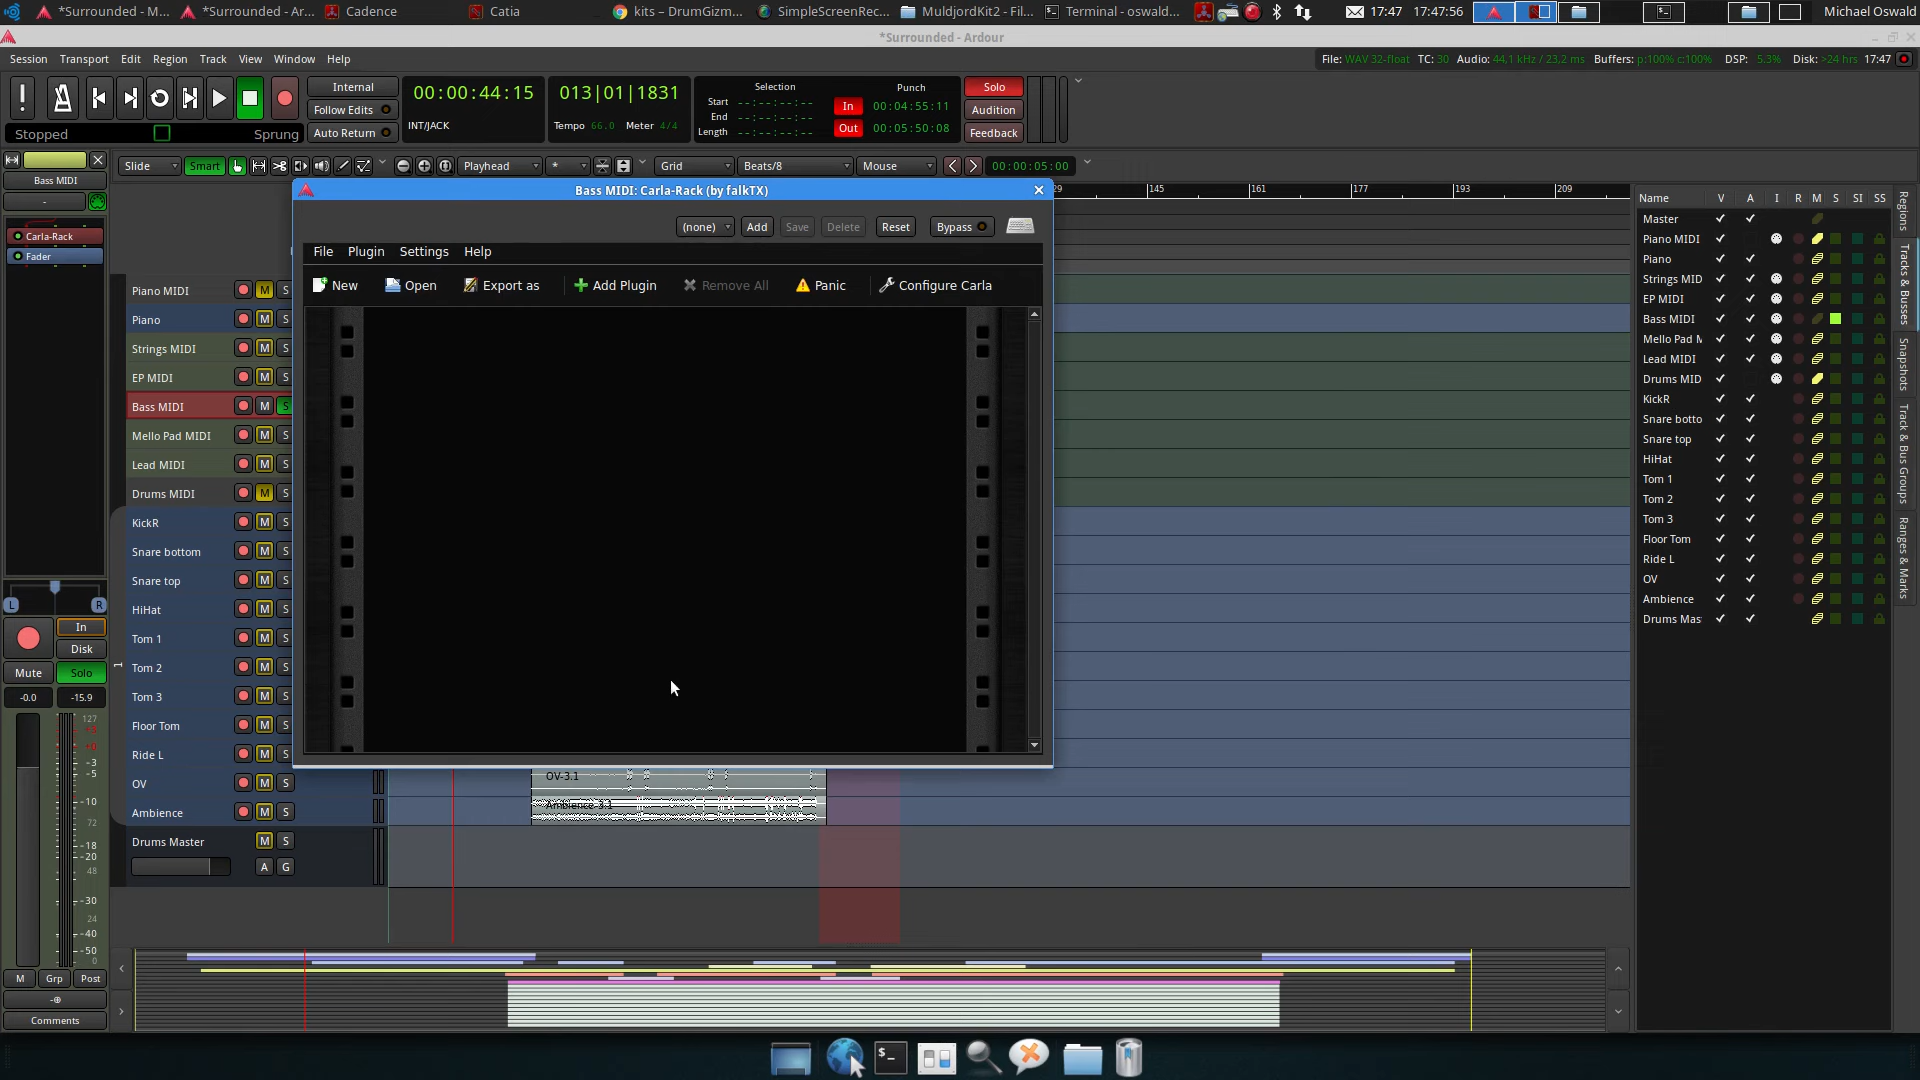 *Surrounded - M...
*Surrounded - Ar...
Cadence
Catia
kits – DrumGizm...
SimpleScreenRec...
MuldjordKit2 - Fil...
Terminal - oswald...
17:47
17:47:56
Michael Oswald
*Surrounded - Ardour
Session Transport Edit Region Track View Window Help
File: WAV 32-float TC: 30 Audio: 44,1 kHz / 23,2 ms Buffers: p:100% c:100% DSP: 5.3% Disk: >24 hrs 17:47
Internal
Follow Edits
Auto Return
Stopped
Sprung
00:00:44:15
INT/JACK
013|01|1831
Tempo 66.0 Meter 4/4
Selection
Start --:--:--:--
End --:--:--:--
Length --:--:--:--
Punch
In 00:04:55:11
Out 00:05:50:08
Solo
Audition
Feedback
Bass MIDI
-
Carla-Rack
Fader
Slide
Smart
Playhead
*
Grid
Beats/8
Mouse
00:00:05:00
29 145 161 177 193 209
Bass MIDI: Carla-Rack (by falkTX)
(none) Add Save Delete Reset Bypass
File Plugin Settings Help
New Open Export as Add Plugin Remove All Panic Configure Carla
Piano MIDI M S
Piano M S
Strings MIDI M S
EP MIDI M S
Bass MIDI M S
Mello Pad MIDI M S
Lead MIDI M S
Drums MIDI M S
KickR M S
Snare bottom M S
Snare top M S
HiHat M S
Tom 1 M S
Tom 2 M S
Tom 3 M S
Floor Tom M S
Ride L M S
OV M S
Ambience M S
Drums Master M S
A G
1
OV-3.1
Ambience-3.1
L R
In
Disk
Mute Solo
-0.0 -15.9
127
+3
+0
-3
-5
-10
72
-18
-20
48
-30
24
-40
-50
0
M Grp Post
Comments
Name V A I R M S SI SS
Master
Piano MIDI
Piano
Strings MID
EP MIDI
Bass MIDI
Mello Pad M
Lead MIDI
Drums MID
KickR
Snare botto
Snare top
HiHat
Tom 1
Tom 2
Tom 3
Floor Tom
Ride L
OV
Ambience
Drums Mas
Regions
Tracks & Busses
Snapshots
Track & Bus Groups
Ranges & Marks